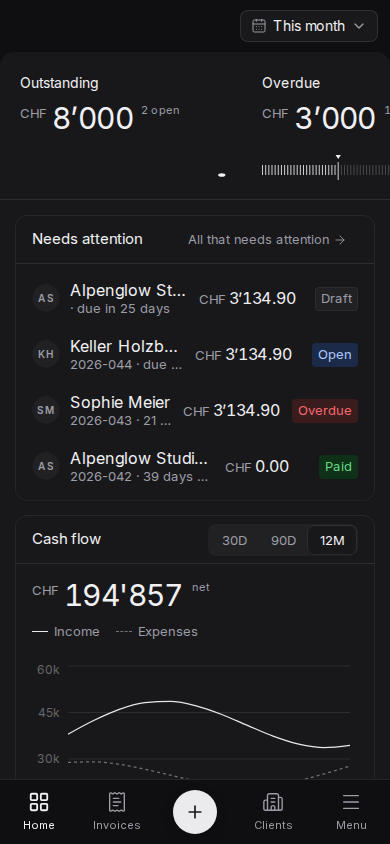 This month
Outstanding
Overdue
CHF 8’000 2 open
CHF 3’000 1
Needs attention
All that needs attention →
AS
Alpenglow St...
· due in 25 days
CHF 3’134.90
Draft
KH
Keller Holzb...
2026-044 · due ...
CHF 3’134.90
Open
SM
Sophie Meier
2026-043 · 21 ...
CHF 3’134.90
Overdue
AS
Alpenglow Studi...
2026-042 · 39 days ...
CHF 0.00
Paid
Cash flow
30D 90D 12M
CHF 194'857 net
Income Expenses
60k
45k
30k
Home Invoices Clients Menu